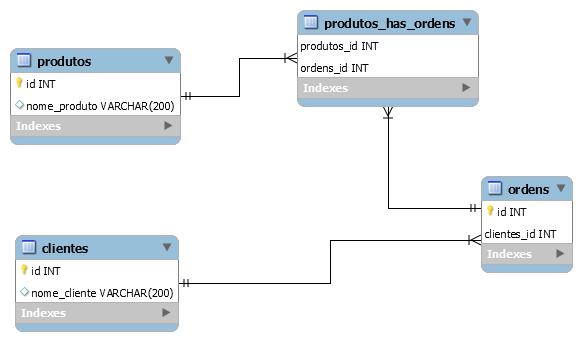 produtos_has_ordens
produtos_id INT
ordens_id INT
Indexes
produtos
id INT
nome_produto VARCHAR(200)
Indexes
ordens
id INT
clientes_id INT
Indexes
clientes
id INT
nome_cliente VARCHAR(200)
Indexes